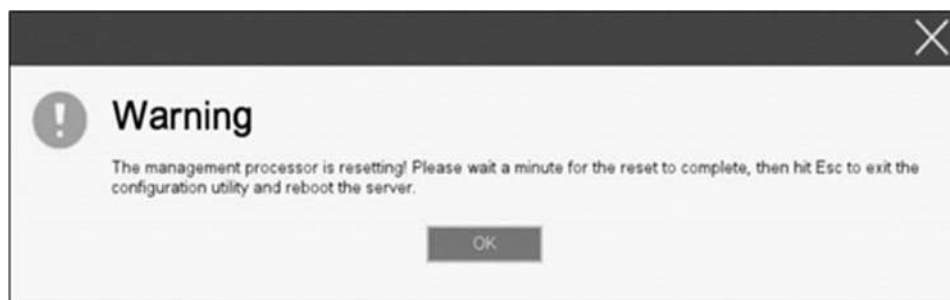 Warning
The management processor is resetting! Please wait a minute for the reset to complete, then hit Esc to exit the
configuration utility and reboot the server.
OK